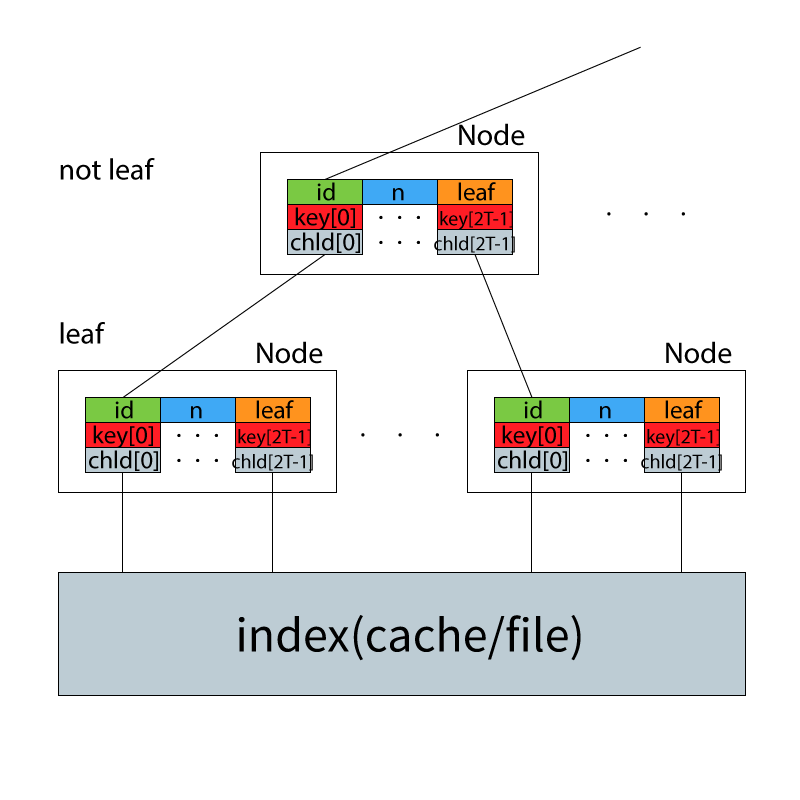 Node
not leaf
id n leaf
key[0] · · · key[2T-1]
chld[0] · · · chld[2T-1]
· · ·
leaf
Node
id n leaf
key[0] · · · key[2T-1]
chld[0] · · · chld[2T-1]
· · ·
Node
id n leaf
key[0] · · · key[2T-1]
chld[0] · · · chld[2T-1]
index(cache/file)